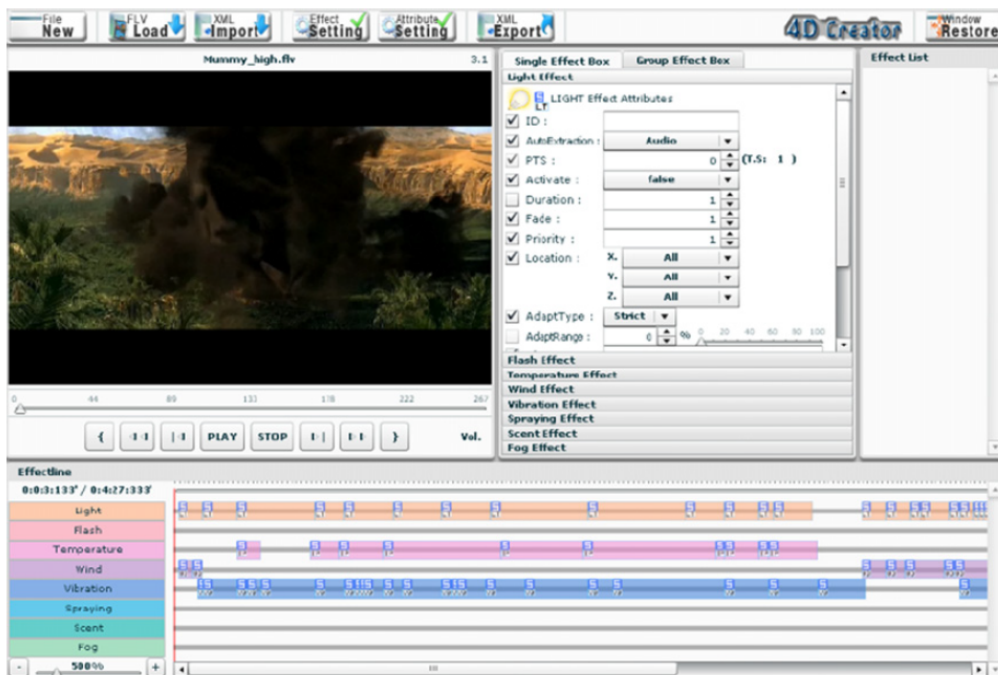 File New FLV Load XML Import Effect Setting Attribute Setting XML Export 4D Creator Window Restore
Mummy_high.flv 3.1
Single Effect Box Group Effect Box
Effect List
Light Effect
S LT LIGHT Effect Attributes
ID :
AutoExtraction : Audio
PTS : 0 (T.S: 1 )
Activate : false
Duration : 1
Fade : 1
Priority : 1
Location : X. All
Y. All
Z. All
AdaptType : Strict
AdaptRange : 0 % 0 20 40 60 80 100
Flash Effect
Temperature Effect
Wind Effect
Vibration Effect
Spraying Effect
Scent Effect
Fog Effect
0 44 89 133 178 222 267
{ PLAY STOP } Vol.
Effectline
0:0:3:133' / 0:4:27:333'
Light
Flash
Temperature
Wind
Vibration
Spraying
Scent
Fog
- 500% +